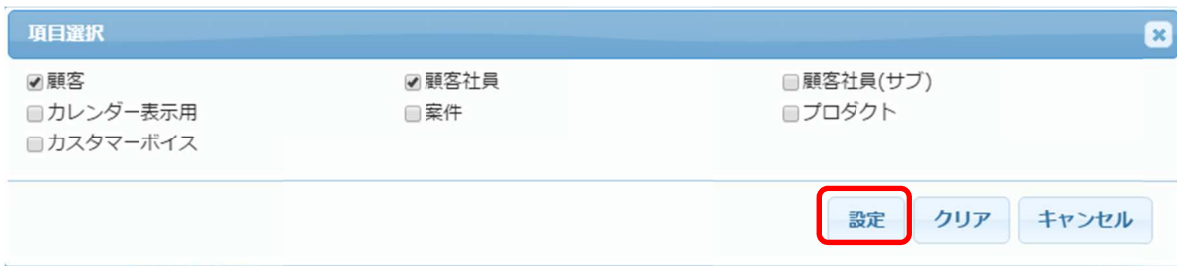 項目選択
顧客 顧客社員 顧客社員(サブ)
カレンダー表示用 案件 プロダクト
カスタマーボイス
設定 クリア キャンセル